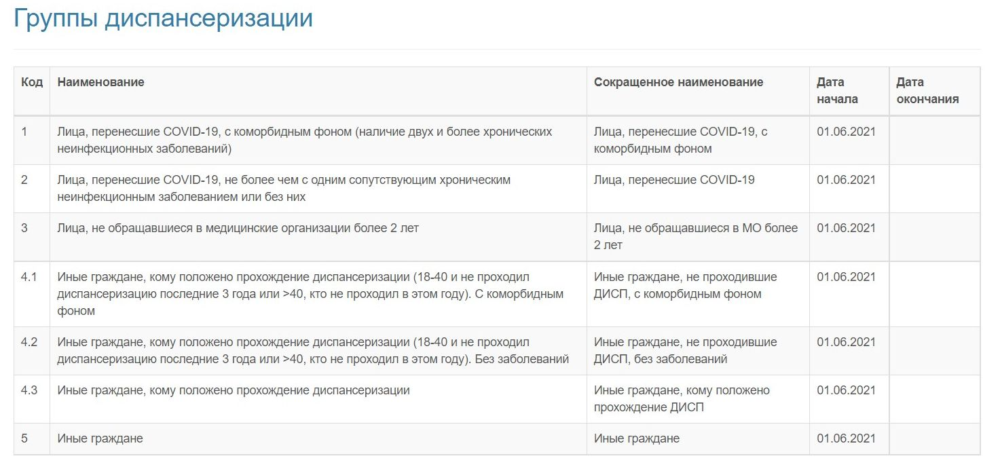 Группы диспансеризации
Код
Наименование
Сокращенное наименование
Дата
начала
Дата
окончания
1
Лица, перенесшие COVID-19, с коморбидным фоном (наличие двух и более хронических
неинфекционных заболеваний)
Лица, перенесшие COVID-19, с
коморбидным фоном
01.06.2021
2
Лица, перенесшие COVID-19, не более чем с одним сопутствующим хроническим
неинфекционным заболеванием или без них
Лица, перенесшие COVID-19
01.06.2021
3
Лица, не обращавшиеся в медицинские организации более 2 лет
Лица, не обращавшиеся в МО более
2 лет
01.06.2021
4.1
Иные граждане, кому положено прохождение диспансеризации (18-40 и не проходил
диспансеризацию последние 3 года или >40, кто не проходил в этом году). С коморбидным
фоном
Иные граждане, не проходившие
ДИСП, с коморбидным фоном
01.06.2021
4.2
Иные граждане, кому положено прохождение диспансеризации (18-40 и не проходил
диспансеризацию последние 3 года или >40, кто не проходил в этом году). Без заболеваний
Иные граждане, не проходившие
ДИСП, без заболеваний
01.06.2021
4.3
Иные граждане, кому положено прохождение диспансеризации
Иные граждане, кому положено
прохождение ДИСП
01.06.2021
5
Иные граждане
Иные граждане
01.06.2021